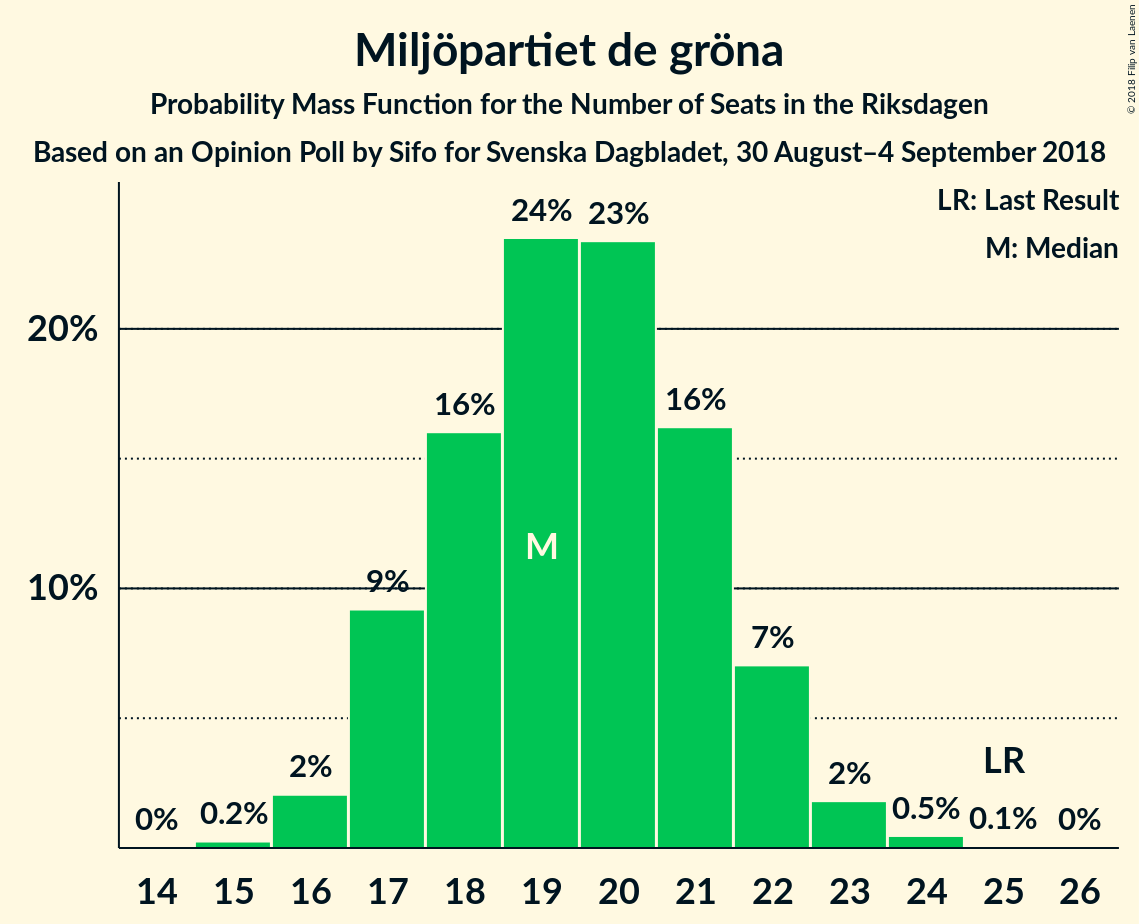 Miljöpartiet de gröna
Probability Mass Function for the Number of Seats in the Riksdagen
Based on an Opinion Poll by Sifo for Svenska Dagbladet, 30 August–4 September 2018
© 2018 Filip van Laenen
LR: Last Result
M: Median
20%
10%
0%
0.2%
2%
9%
16%
24%
23%
16%
7%
2%
0.5%
0.1%
0%
M
LR
14 15 16 17 18 19 20 21 22 23 24 25 26